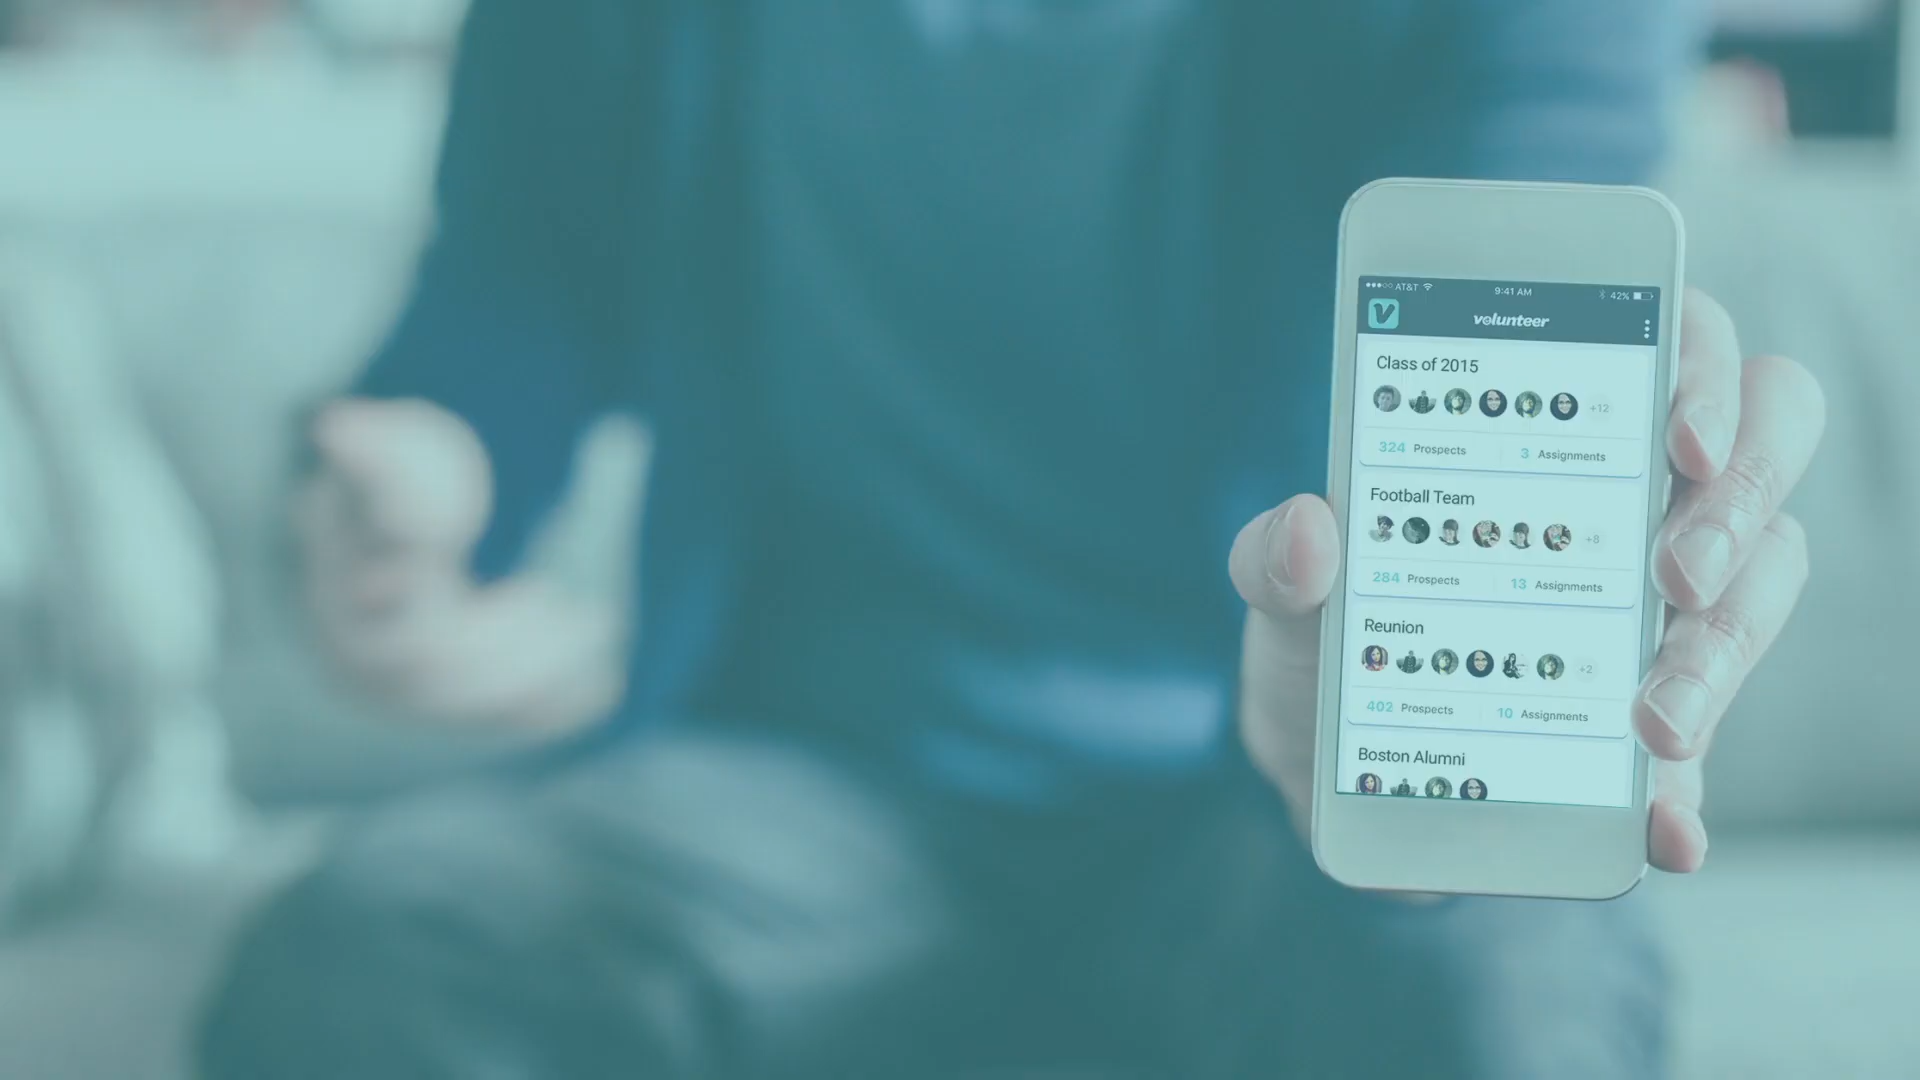 AT&T 9:41 AM 42%
V volunteer
Class of 2015
+12
324 Prospects 3 Assignments
Football Team
+8
284 Prospects 13 Assignments
Reunion
+2
402 Prospects 10 Assignments
Boston Alumni